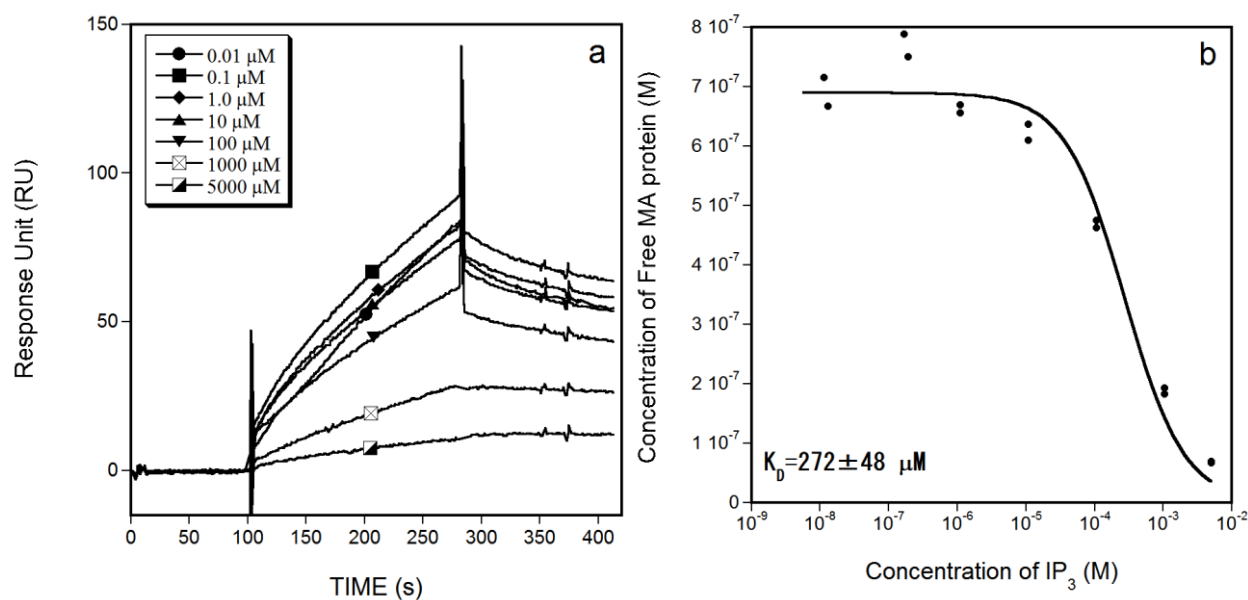 a
150
100
50
0
0.01 μM
0.1 μM
1.0 μM
10 μM
100 μM
1000 μM
5000 μM
Response Unit (RU)
0 50 100 150 200 250 300 350 400
TIME (s)
b
8 10⁻⁷
7 10⁻⁷
6 10⁻⁷
5 10⁻⁷
4 10⁻⁷
3 10⁻⁷
2 10⁻⁷
1 10⁻⁷
0
Concentration of Free MA protein (M)
K_D=272±48 μM
10⁻⁹ 10⁻⁸ 10⁻⁷ 10⁻⁶ 10⁻⁵ 10⁻⁴ 10⁻³ 10⁻²
Concentration of IP₃ (M)